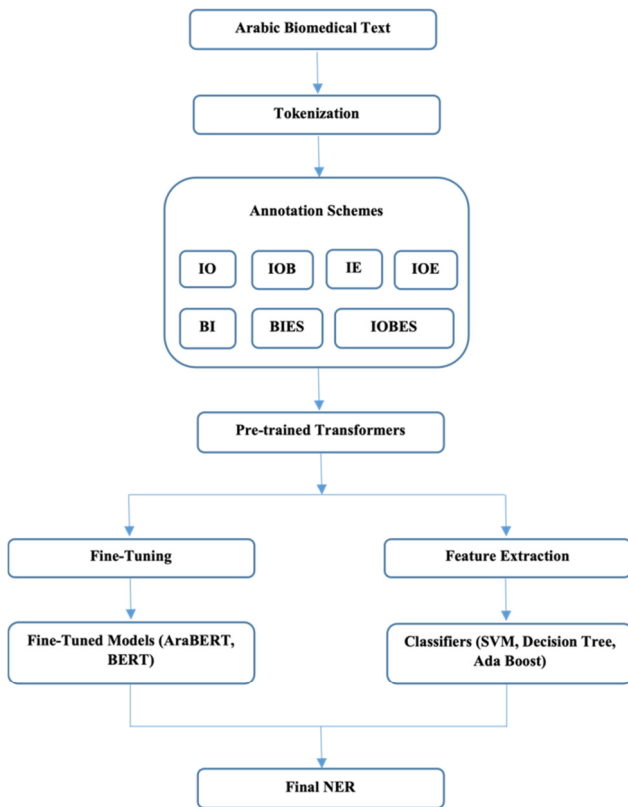 Arabic Biomedical Text
Tokenization
Annotation Schemes
IO
IOB
IE
IOE
BI
BIES
IOBES
Pre-trained Transformers
Fine-Tuning
Feature Extraction
Fine-Tuned Models (AraBERT,
BERT)
Classifiers (SVM, Decision Tree,
Ada Boost)
Final NER